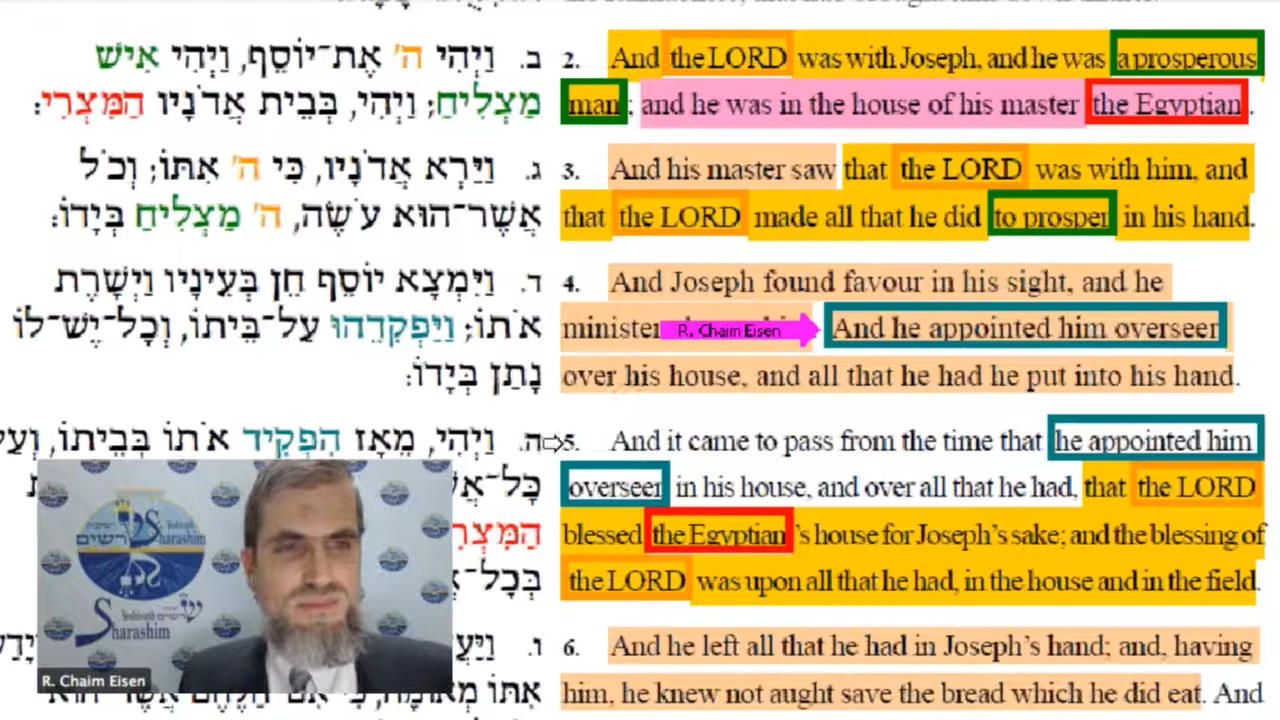 ב. וַיְהִי ה' אֶת־יוֹסֵף, וַיְהִי אִישׁ
מַצְלִיחַ; וַיְהִי, בְּבֵית אֲדֹנָיו הַמִּצְרִי:
2. And the LORD was with Joseph, and he was a prosperous
man; and he was in the house of his master the Egyptian.
ג. וַיַּרְא אֲדֹנָיו, כִּי ה' אִתּוֹ; וְכֹל
אֲשֶׁר־הוּא עֹשֶׂה, ה' מַצְלִיחַ בְּיָדוֹ:
3. And his master saw that the LORD was with him, and
that the LORD made all that he did to prosper in his hand.
ד. וַיִּמְצָא יוֹסֵף חֵן בְּעֵינָיו וַיְשָׁרֶת
אֹתוֹ; וַיַּפְקִדֵהוּ עַל־בֵּיתוֹ, וְכָל־יֶשׁ־לוֹ
נָתַן בְּיָדוֹ:
4. And Joseph found favour in his sight, and he
R. Chaim Eisen And he appointed him overseer
over his house, and all that he had he put into his hand.
ה. וַיְהִי, מֵאָז הִפְקִיד אֹתוֹ בְּבֵיתוֹ,
הַמִּצְרִי
5. And it came to pass from the time that he appointed him
overseer in his house, and over all that he had, that the LORD
blessed the Egyptian's house for Joseph's sake; and the blessing of
the LORD was upon all that he had, in the house and in the field.
ו.
אִתּוֹ מְאוּמָה,
6. And he left all that he had in Joseph's hand; and, having
him, he knew not aught save the bread which he did eat. And
ישיבת שרשים
Yeshivath Sharashim
Yeshivath שרשים
Sharashim
R. Chaim Eisen